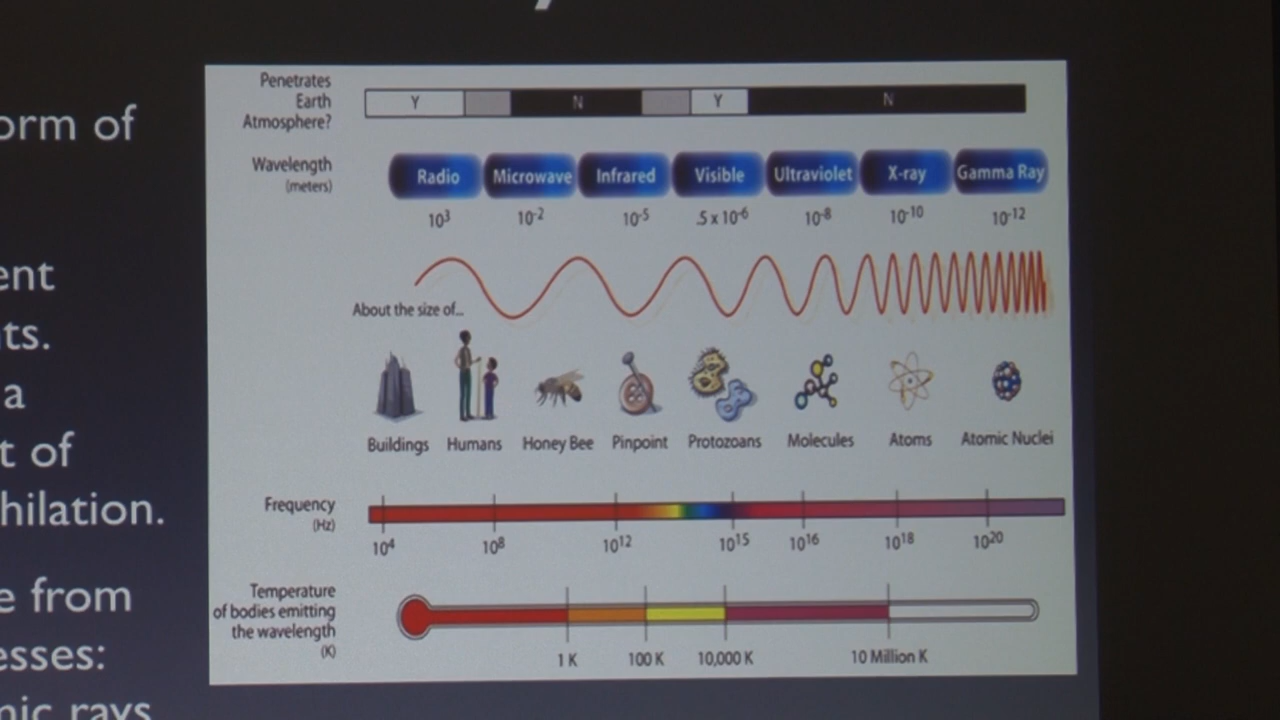 orm of
ent
ts.
a
t of
hilation.
e from
esses:
mic rays
Penetrates
Earth
Atmosphere?
Y N Y N
Wavelength
(meters)
Radio Microwave Infrared Visible Ultraviolet X-ray Gamma Ray
10³ 10⁻² 10⁻⁵ .5 x 10⁻⁶ 10⁻⁸ 10⁻¹⁰ 10⁻¹²
About the size of...
Buildings Humans Honey Bee Pinpoint Protozoans Molecules Atoms Atomic Nuclei
Frequency
(Hz)
10⁴ 10⁸ 10¹² 10¹⁵ 10¹⁶ 10¹⁸ 10²⁰
Temperature
of bodies emitting
the wavelength
(K)
1 K 100 K 10,000 K 10 Million K